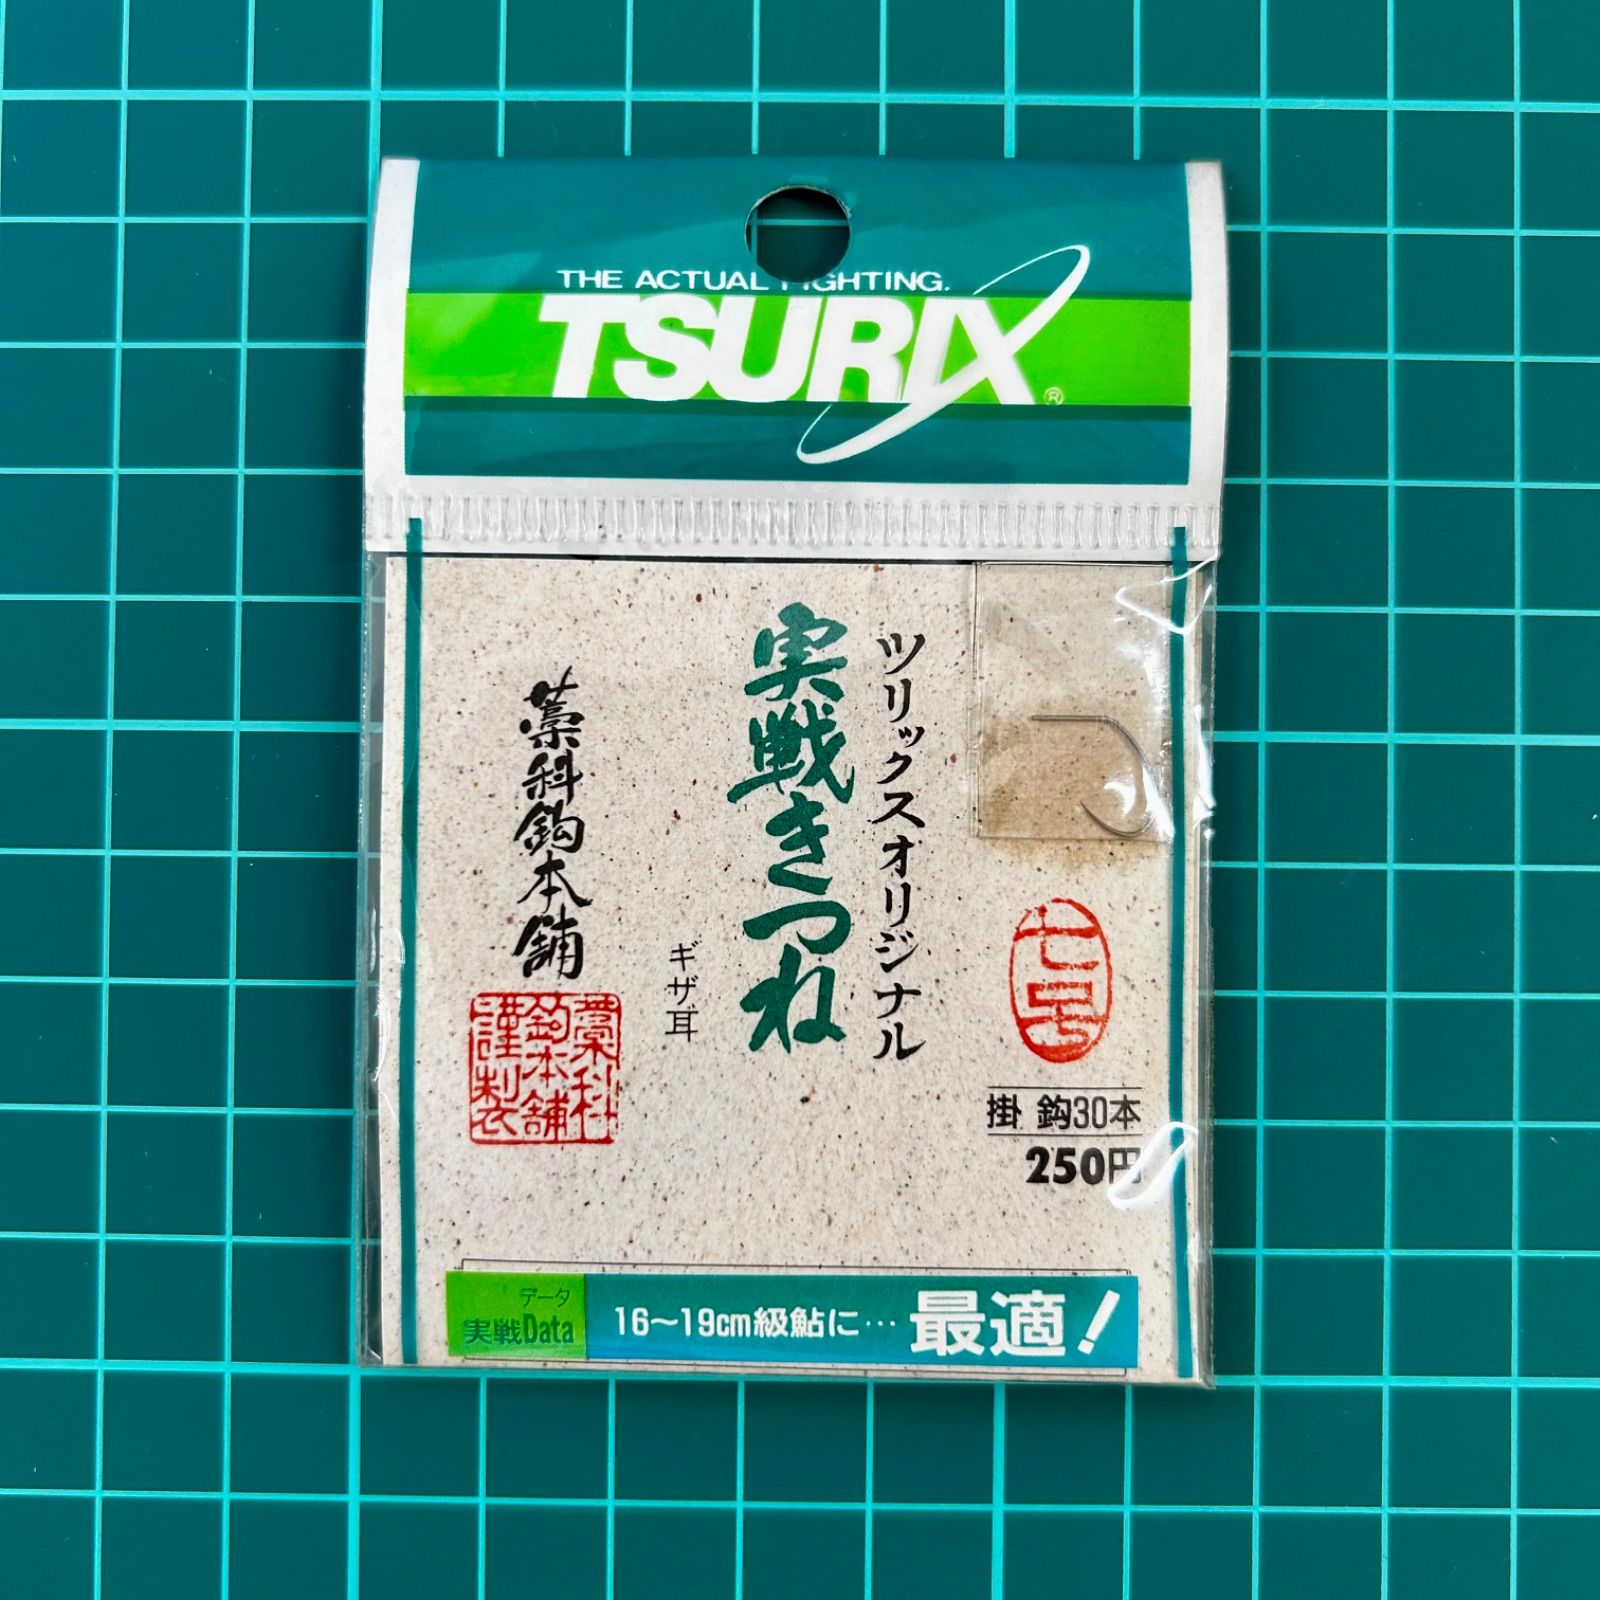 THE ACTUAL FIGHTING.
TSURIX®
ツリックスオリジナル
実戦きつね
ギザ耳
藁科鈎本舗
藁科
鈎本舗
謹製
七号
掛鈎30本
250円
データ
実戦Data
16〜19cm級鮎に…最適！